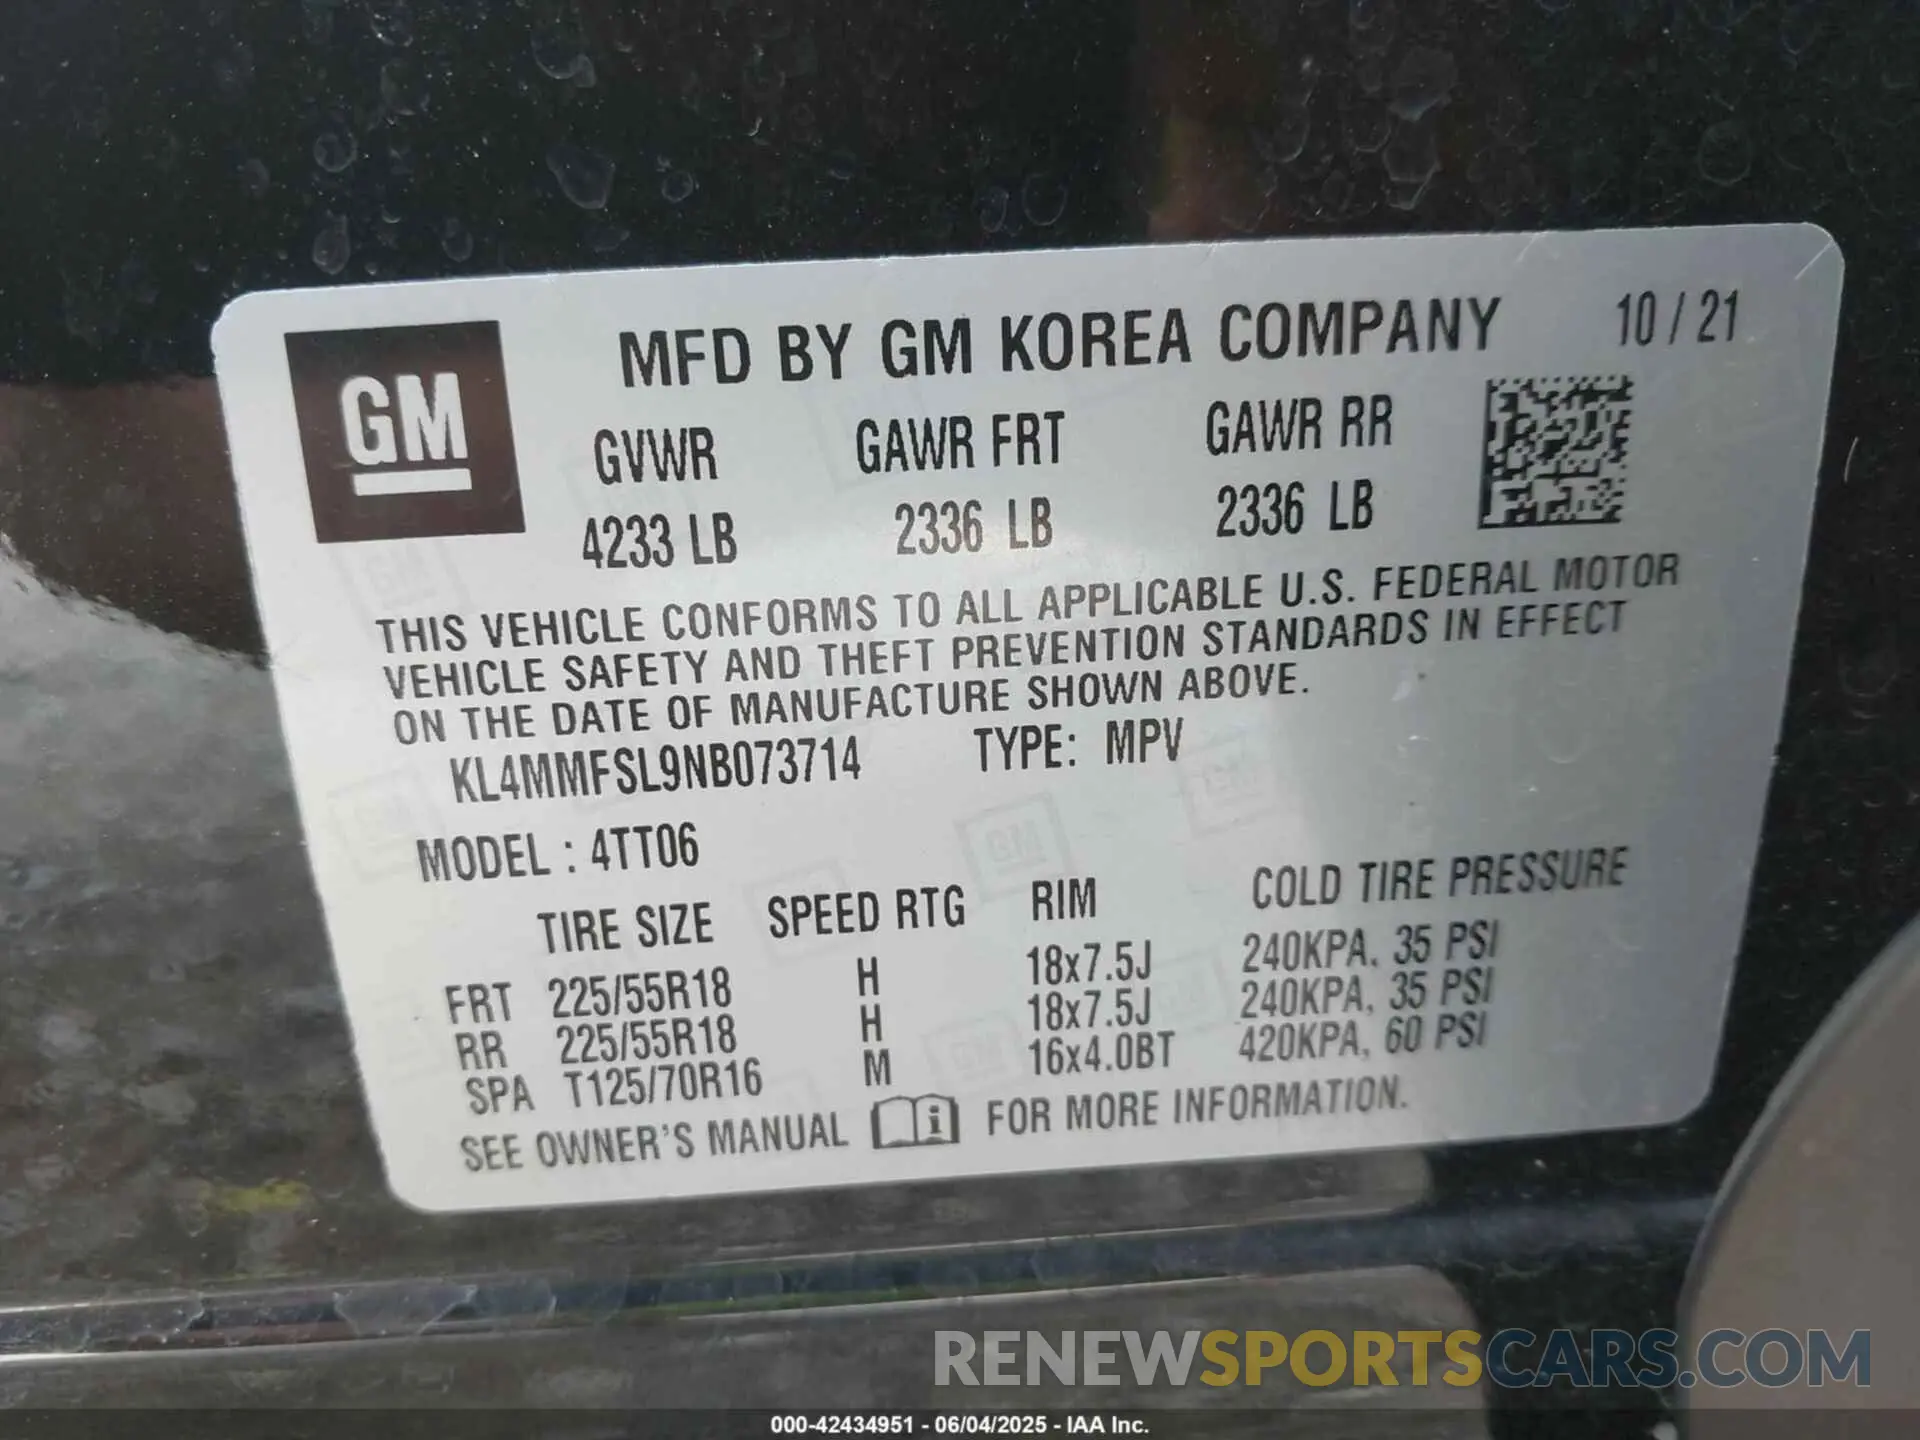 GM
MFD BY GM KOREA COMPANY 10 / 21
GVWR GAWR FRT GAWR RR
4233 LB 2336 LB 2336 LB
THIS VEHICLE CONFORMS TO ALL APPLICABLE U.S. FEDERAL MOTOR
VEHICLE SAFETY AND THEFT PREVENTION STANDARDS IN EFFECT
ON THE DATE OF MANUFACTURE SHOWN ABOVE.
KL4MMFSL9NB073714 TYPE: MPV
MODEL : 4TT06
TIRE SIZE SPEED RTG RIM COLD TIRE PRESSURE
FRT 225/55R18 H 18x7.5J 240KPA, 35 PSI
RR 225/55R18 H 18x7.5J 240KPA, 35 PSI
SPA T125/70R16 M 16x4.0BT 420KPA, 60 PSI
SEE OWNER'S MANUAL i FOR MORE INFORMATION.
RENEWSPORTSCARS.COM
000-42434951 - 06/04/2025 - IAA Inc.